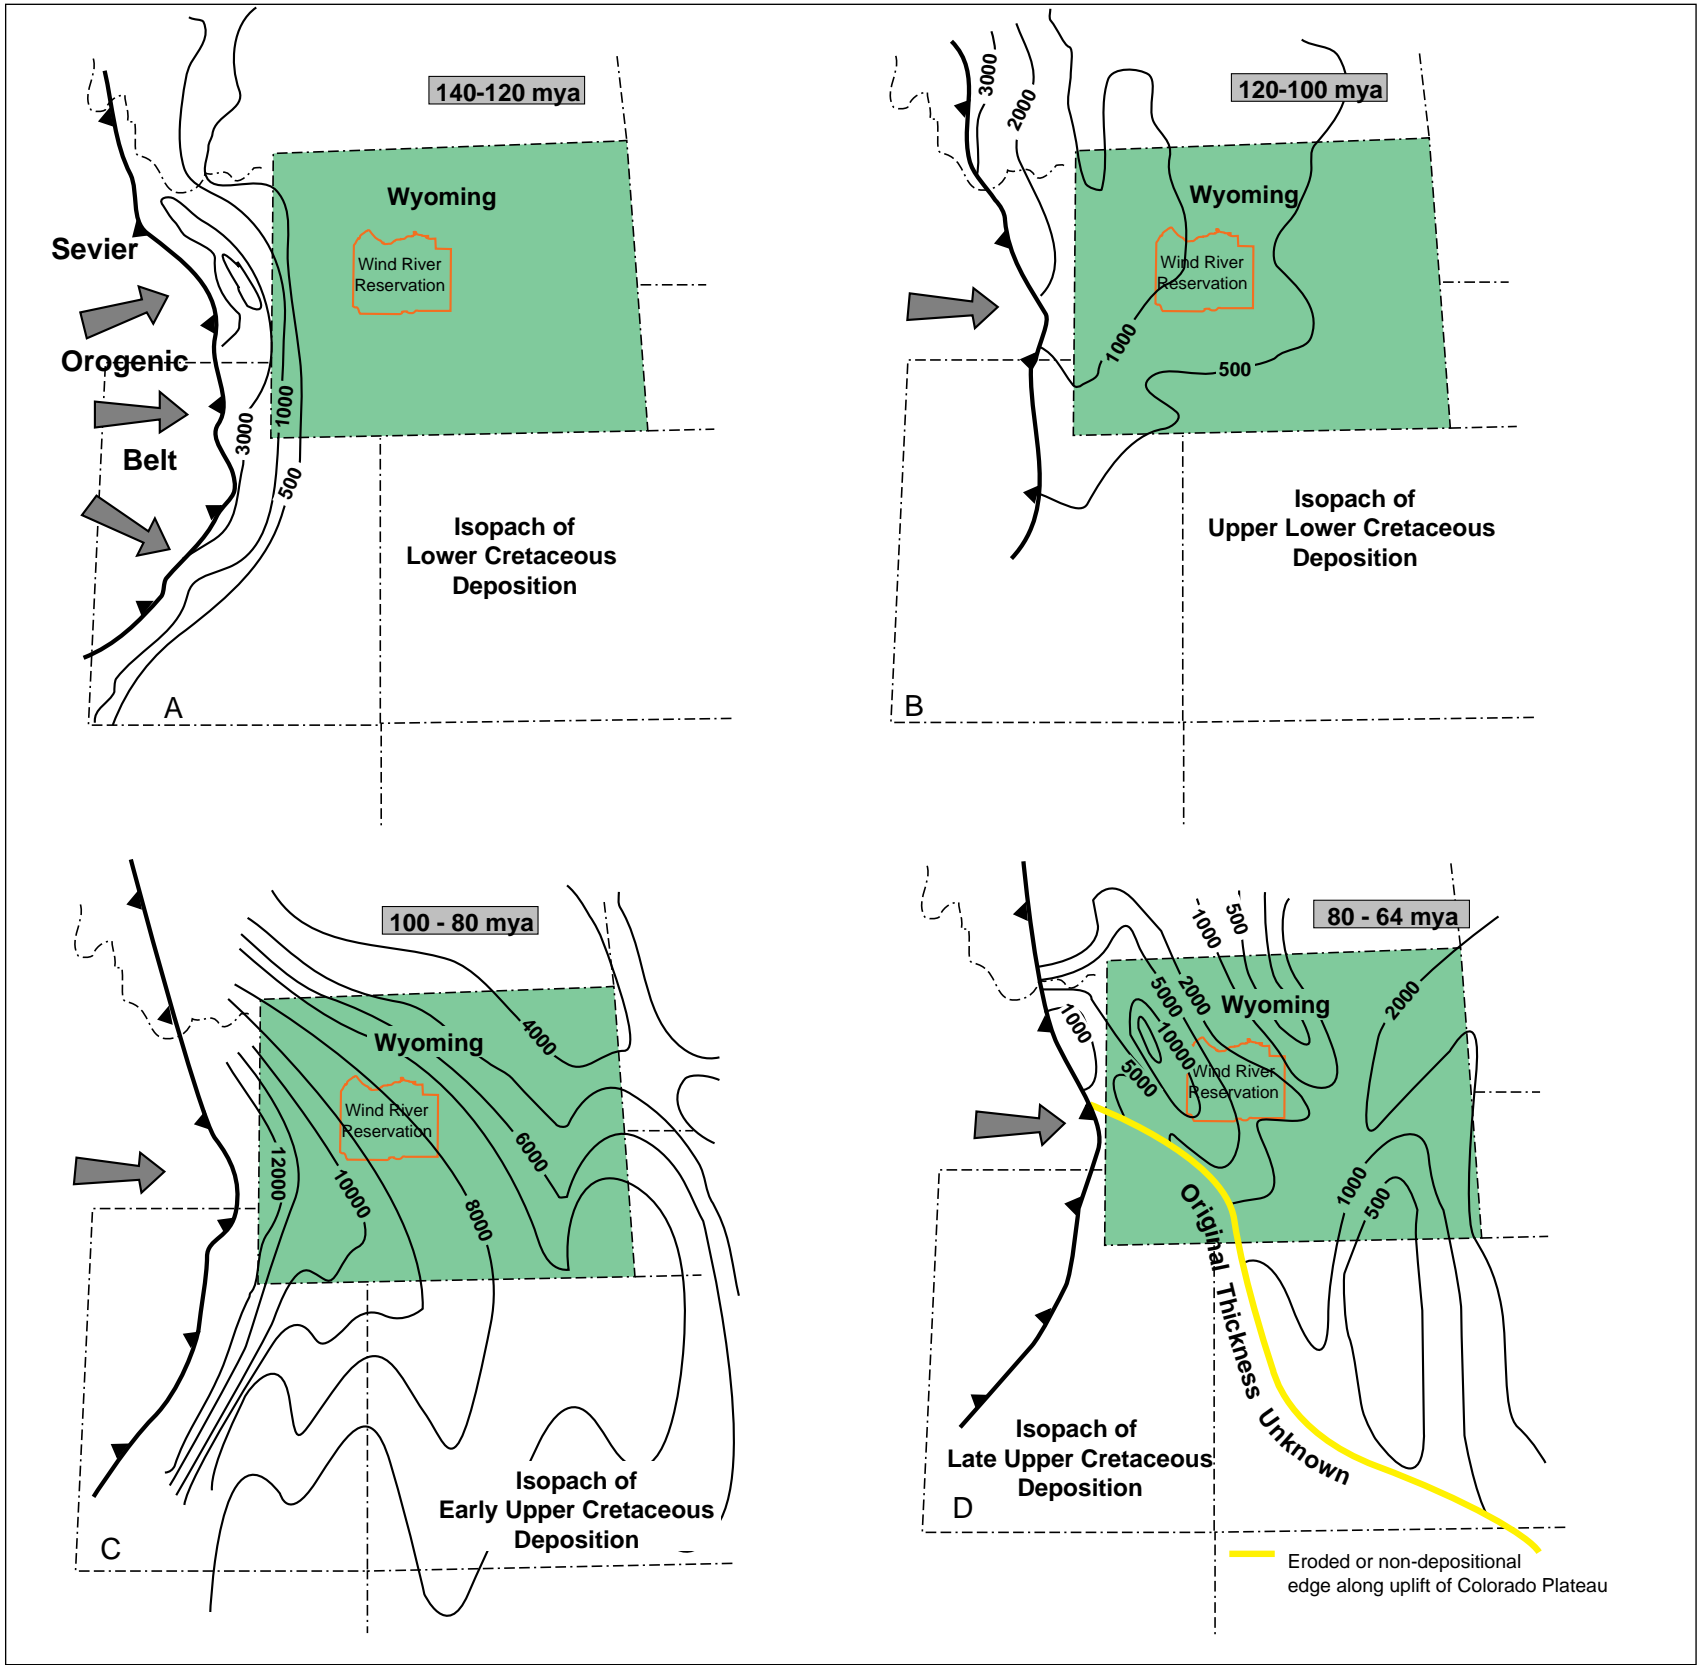 140-120 mya
Wyoming
Wind River
Reservation
Sevier
Orogenic
Belt
3000
1000
500
Isopach of
Lower Cretaceous
Deposition
A
120-100 mya
3000
2000
Wyoming
Wind River
Reservation
1000
500
Isopach of
Upper Lower Cretaceous
Deposition
B
100 - 80 mya
4000
Wyoming
Wind River
Reservation
6000
12000
10000
8000
Isopach of
Early Upper Cretaceous
Deposition
C
80 - 64 mya
1000
500
5000
2000
Wyoming
2000
1000
10000
5000
Wind River
Reservation
1000
500
Original Thickness Unknown
Isopach of
Late Upper Cretaceous
Deposition
D
Eroded or non-depositional
edge along uplift of Colorado Plateau